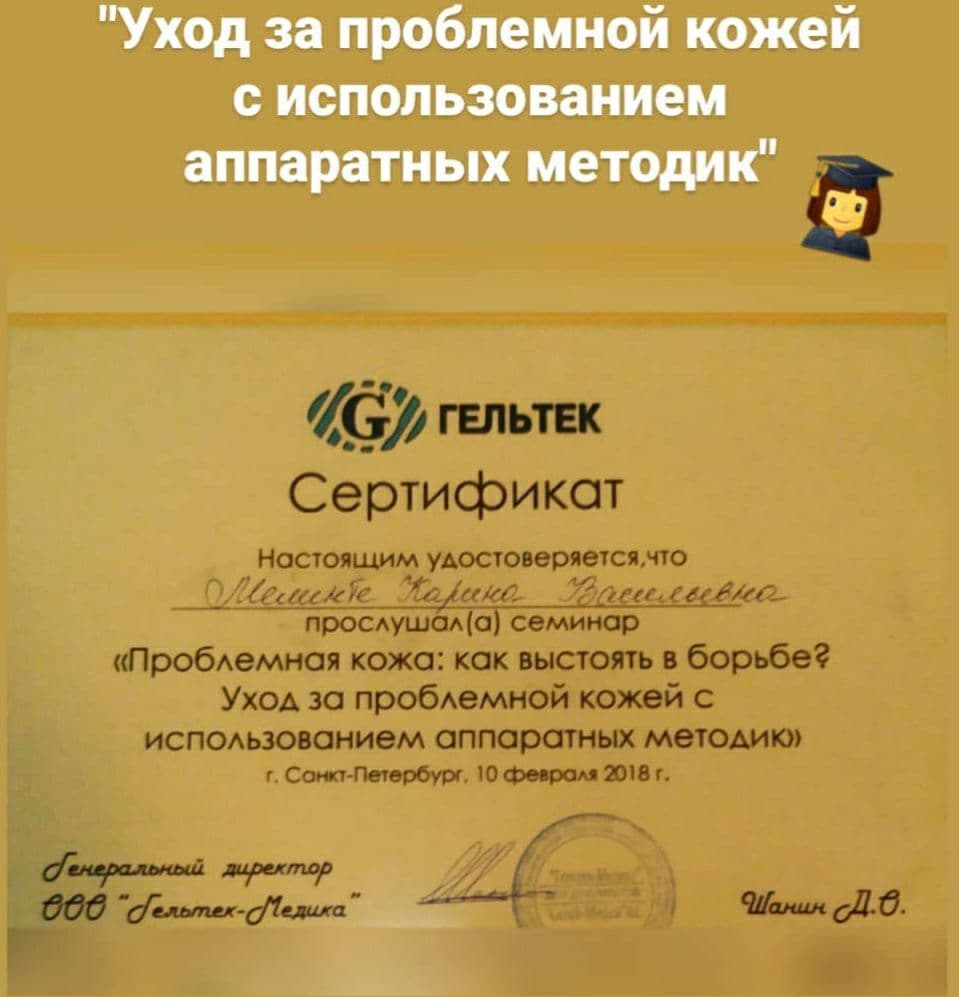 "Уход за проблемной кожей
с использованием
аппаратных методик"
G ГЕЛЬТЕК
Сертификат
Настоящим удостоверяется,что
Карина Васильевна
прослушал(а) семинар
«Проблемная кожа: как выстоять в борьбе?
Уход за проблемной кожей с
использованием аппаратных методик»
г. Санкт-Петербург, 10 февраля 2018 г.
Генеральный директор
ООО "Гельтек-Медика"
Шанин Д.О.